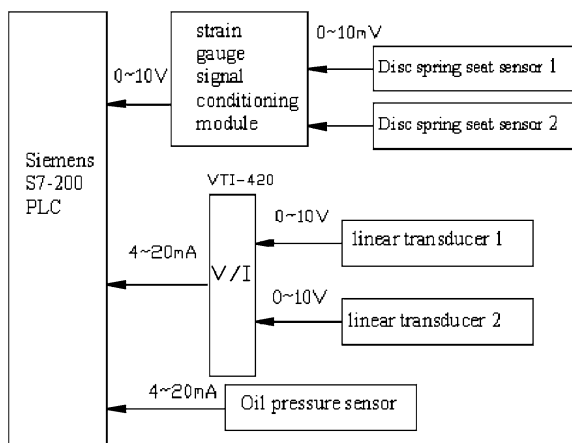 strain
gauge
signal
conditioning
module
0~10mV
0~10V
Disc spring seat sensor 1
Disc spring seat sensor 2
Siemens
S7-200
PLC
VTI-420
V/I
4~20mA
0~10V
linear transducer 1
0~10V
linear transducer 2
4~20mA
Oil pressure sensor